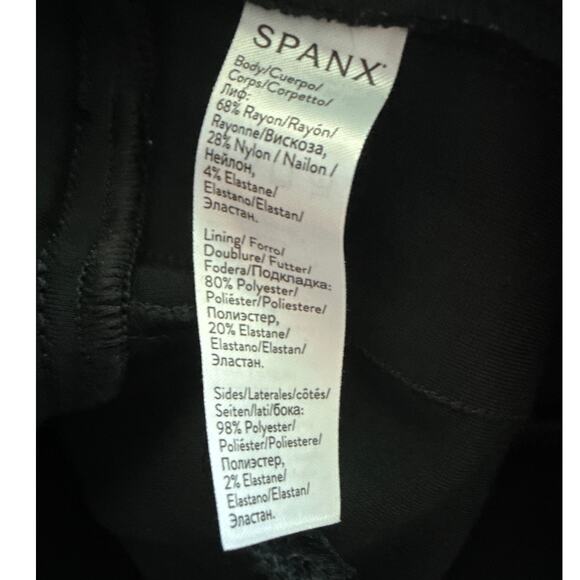 SPANX
Body/Cuerpo/
Corps/Corpetto/
Лиф:
68% Rayon/Rayón/
Rayonne/Вискоза,
28% Nylon / Nailon /
Нейлон,
4% Elastane/
Elastano/Elastan/
Эластан.
Lining/ Forro/
Doublure/ Futter/
Fodera/Подкладка:
80% Polyester/
Poliéster/Poliestere/
Полиэстер,
20% Elastane/
Elastano/Elastan/
Эластан.
Sides/Laterales/côtés/
Seiten/lati/бока:
98% Polyester/
Poliéster/Poliestere/
Полиэстер,
2% Elastane/
Elastano/Elastan/
Эластан.